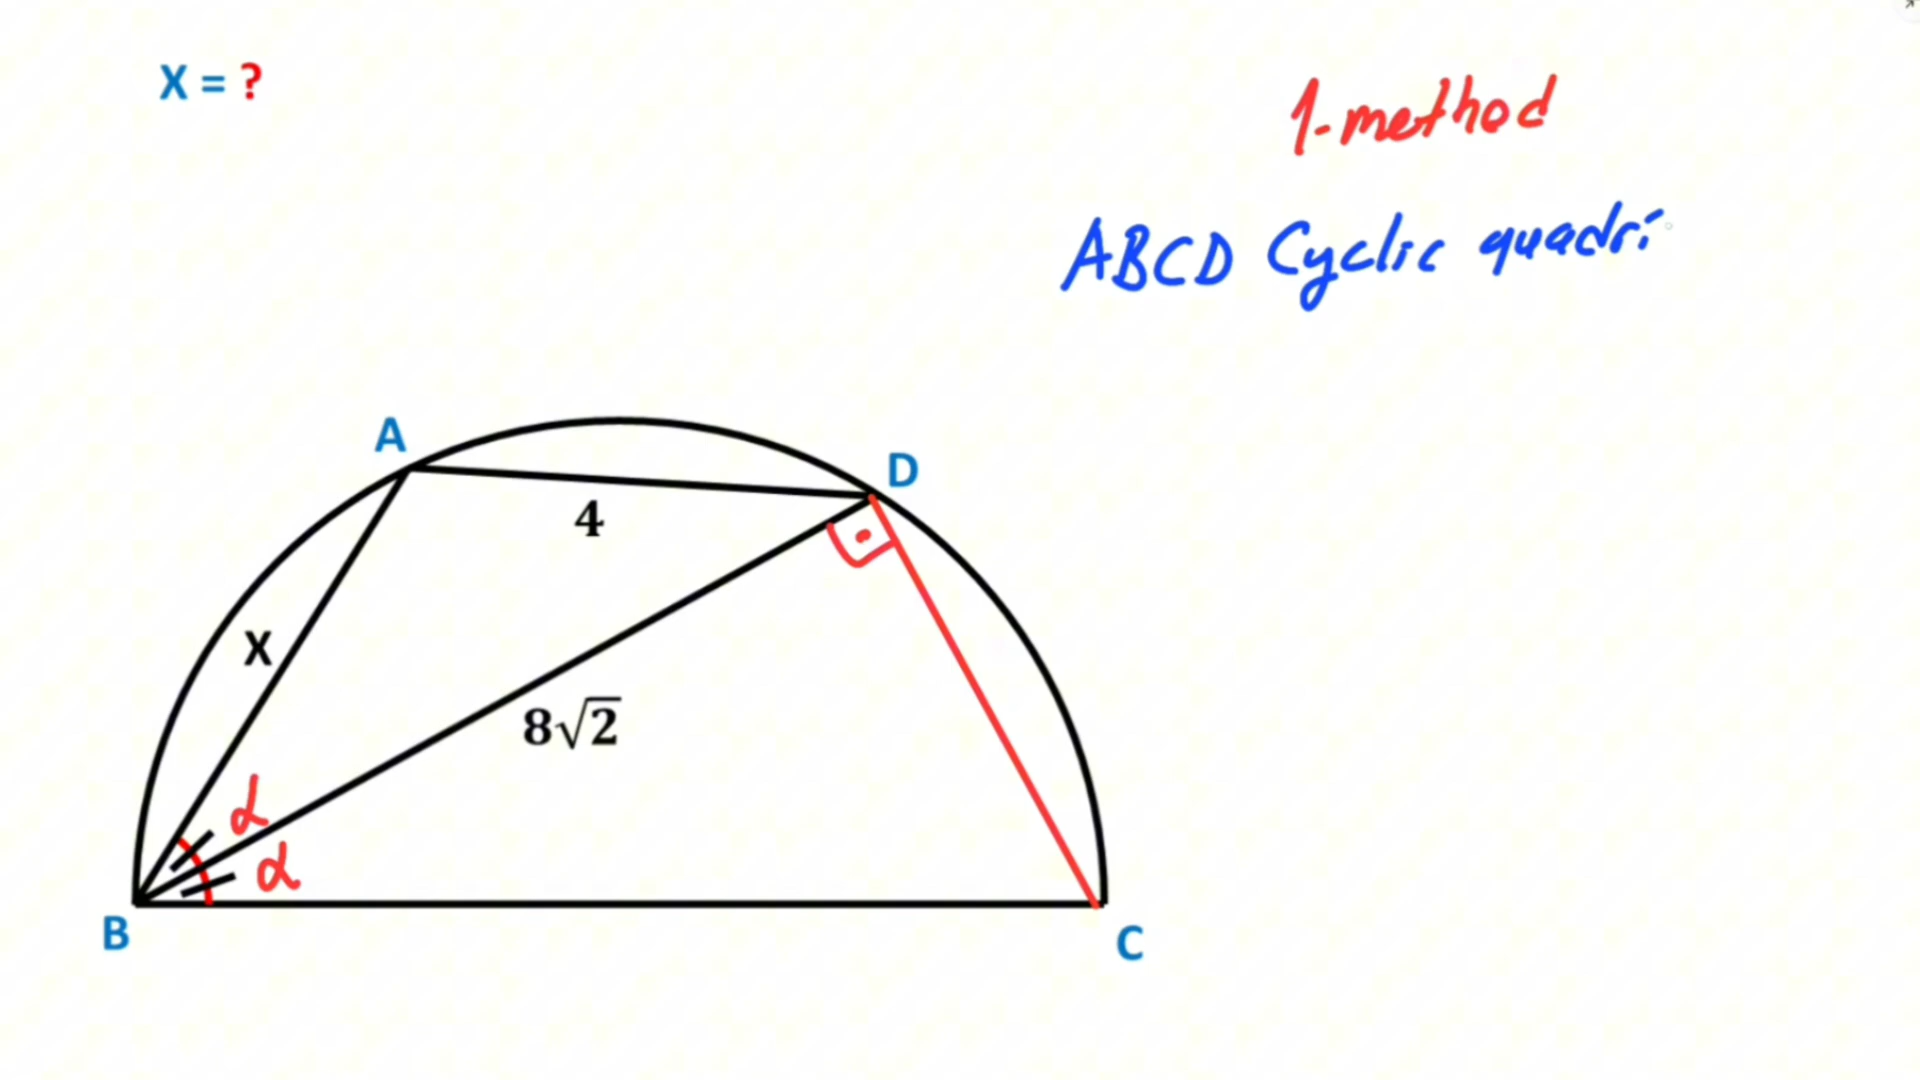 X = ?
1-method
ABCD Cyclic quadri
A
D
4
X
8√2
α
α
B
C